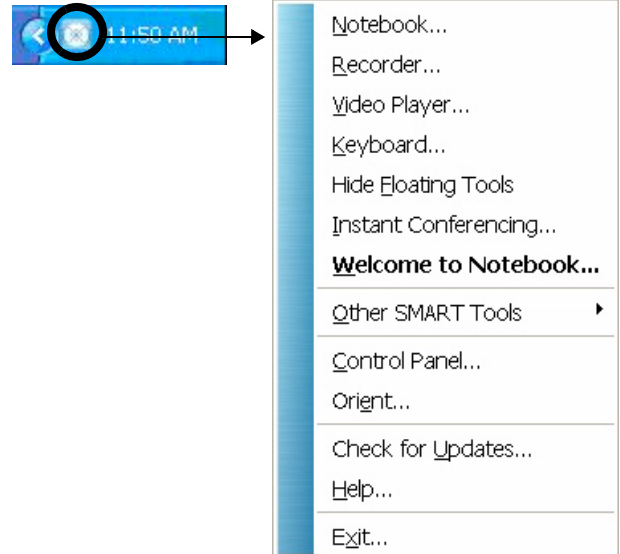 11:50 AM
Notebook...
Recorder...
Video Player...
Keyboard...
Hide Floating Tools
Instant Conferencing...
Welcome to Notebook...
Other SMART Tools
Control Panel...
Orient...
Check for Updates...
Help...
Exit...